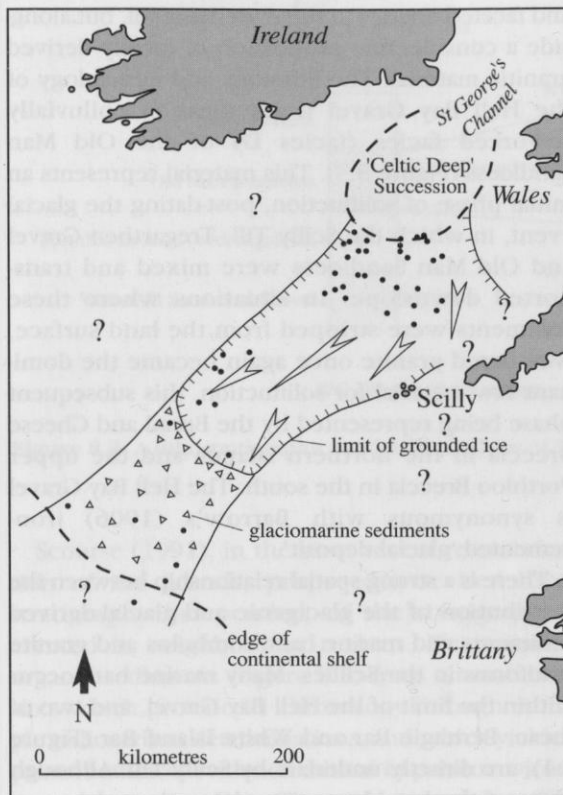 Ireland
St George's
Channel
'Celtic Deep'
Succession
Wales
?
?
?
?
Scilly
?
limit of grounded ice
?
glaciomarine sediments
?
?
edge of
continental shelf
Brittany
N
0 kilometres 200